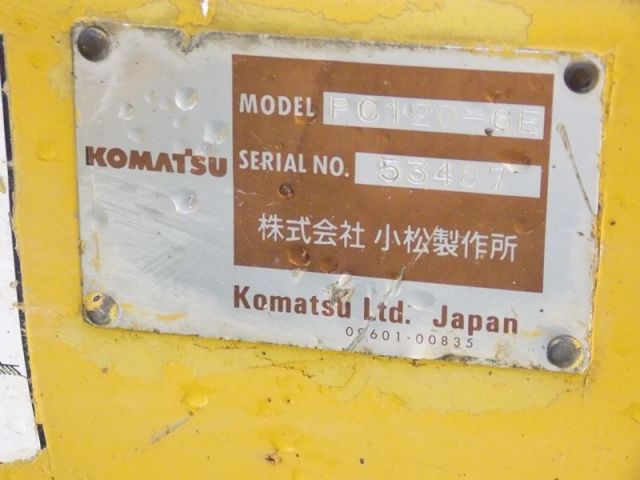 MODEL PC120-6E
KOMATSU SERIAL NO. 53487
株式会社 小松製作所
Komatsu Ltd. Japan
09601-00835